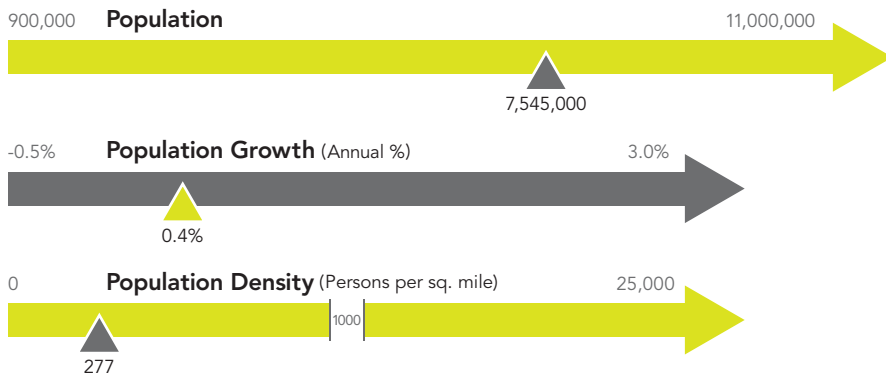 900,000 Population 11,000,000
7,545,000
-0.5% Population Growth (Annual %) 3.0%
0.4%
0 Population Density (Persons per sq. mile) 25,000
1000
277